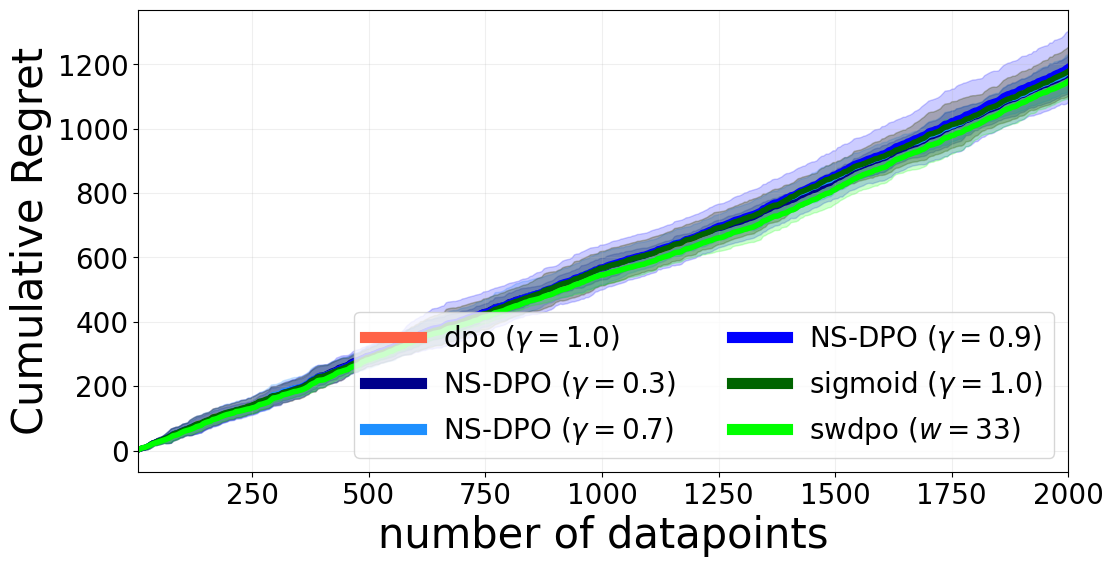 Cumulative Regret
1200
1000
800
600
400
200
0
dpo (γ = 1.0)
NS-DPO (γ = 0.3)
NS-DPO (γ = 0.7)
NS-DPO (γ = 0.9)
sigmoid (γ = 1.0)
swdpo (w = 33)
250 500 750 1000 1250 1500 1750 2000
number of datapoints